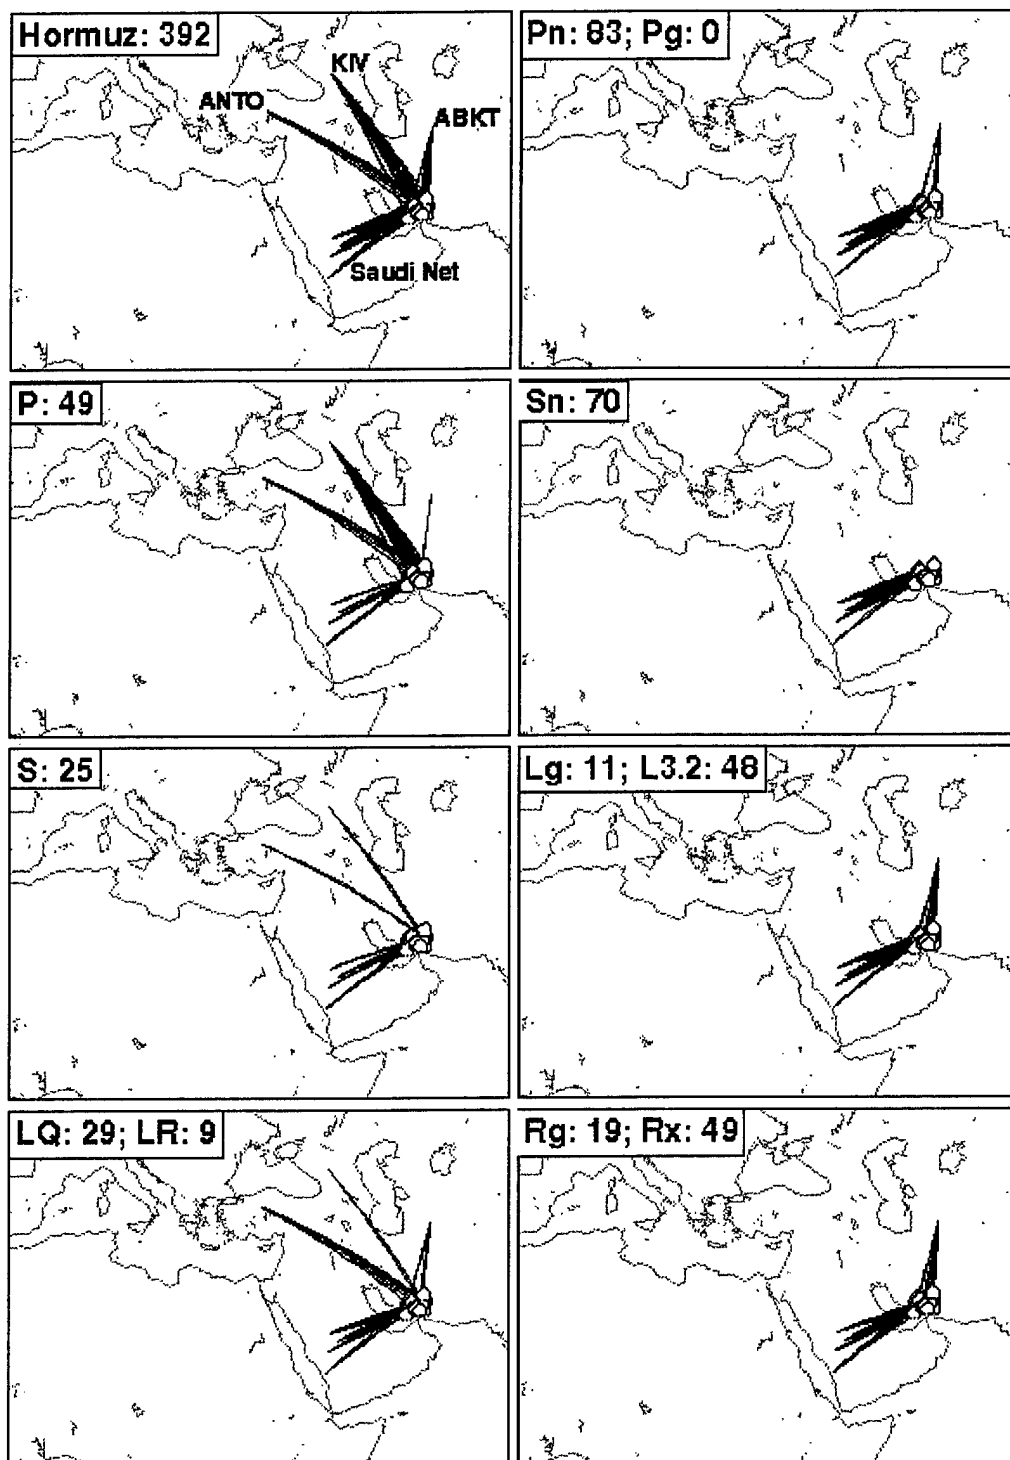 Hormuz: 392
KIV
ANTO
ABKT
Saudi Net
Pn: 83; Pg: 0
P: 49
Sn: 70
S: 25
Lg: 11; L3.2: 48
LQ: 29; LR: 9
Rg: 19; Rx: 49